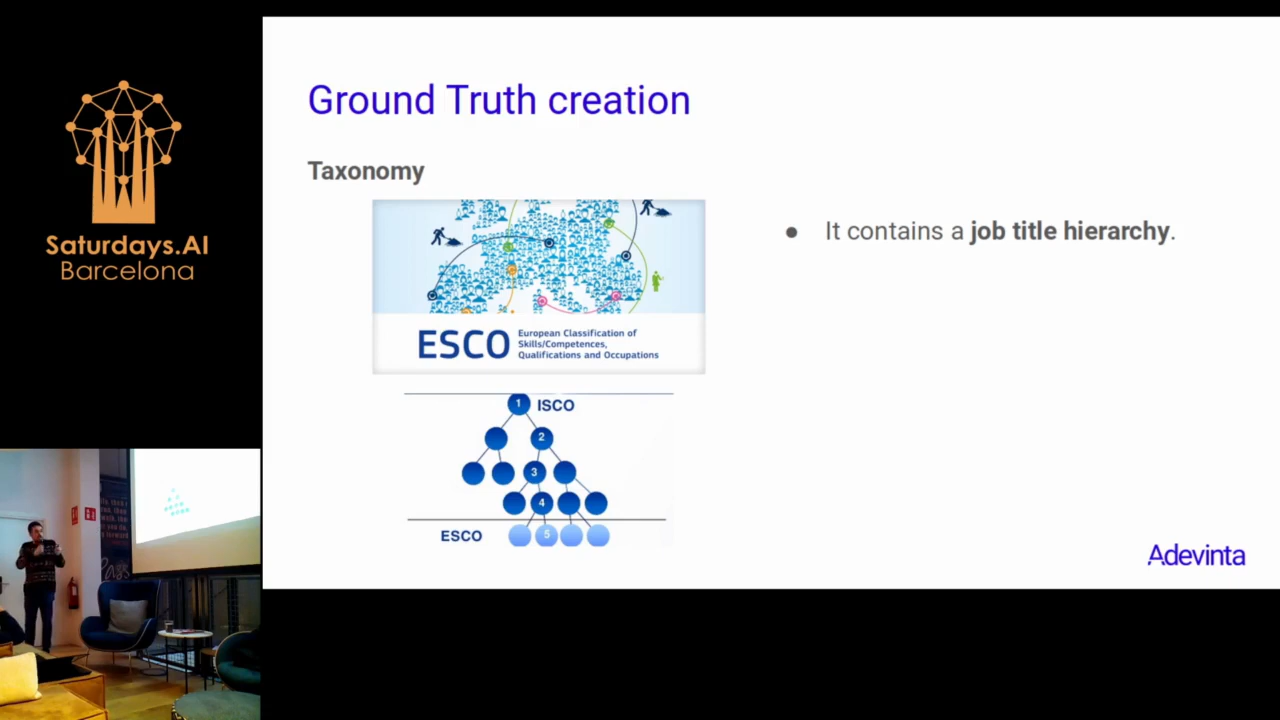 Saturdays.AI
Barcelona
Ground Truth creation
Taxonomy
ESCO
European Classification of
Skills/Competences,
Qualifications and Occupations
● It contains a job title hierarchy.
1 ISCO
2
3
4
ESCO
5
Adevinta